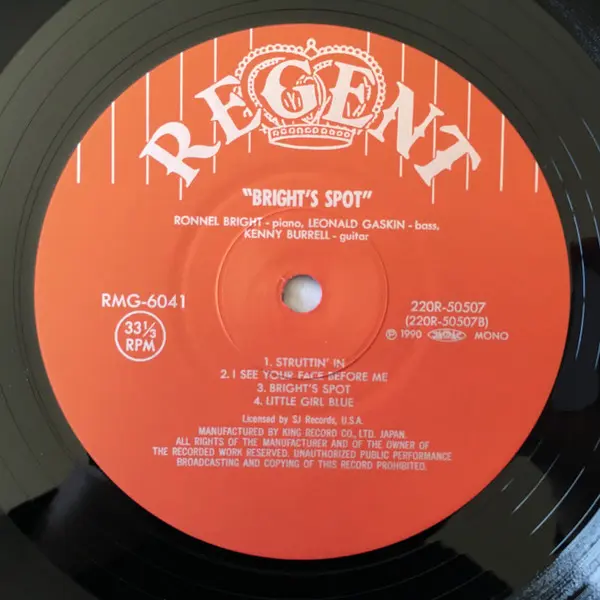 REGENT
"BRIGHT'S SPOT"
RONNEL BRIGHT - piano, LEONALD GASKIN - bass,
KENNY BURRELL - guitar
RMG-6041
220R-50507
33⅓
RPM
(220R-50507B)
℗ 1990 MONO
1. STRUTTIN' IN
2. I SEE YOUR FACE BEFORE ME
3. BRIGHT'S SPOT
4. LITTLE GIRL BLUE
Licensed by SJ Records, U.S.A.
MANUFACTURED BY KING RECORD CO., LTD. JAPAN.
ALL RIGHTS OF THE MANUFACTURER AND OF THE OWNER OF
THE RECORDED WORK RESERVED. UNAUTHORIZED PUBLIC PERFORMANCE
BROADCASTING AND COPYING OF THIS RECORD PROHIBITED.